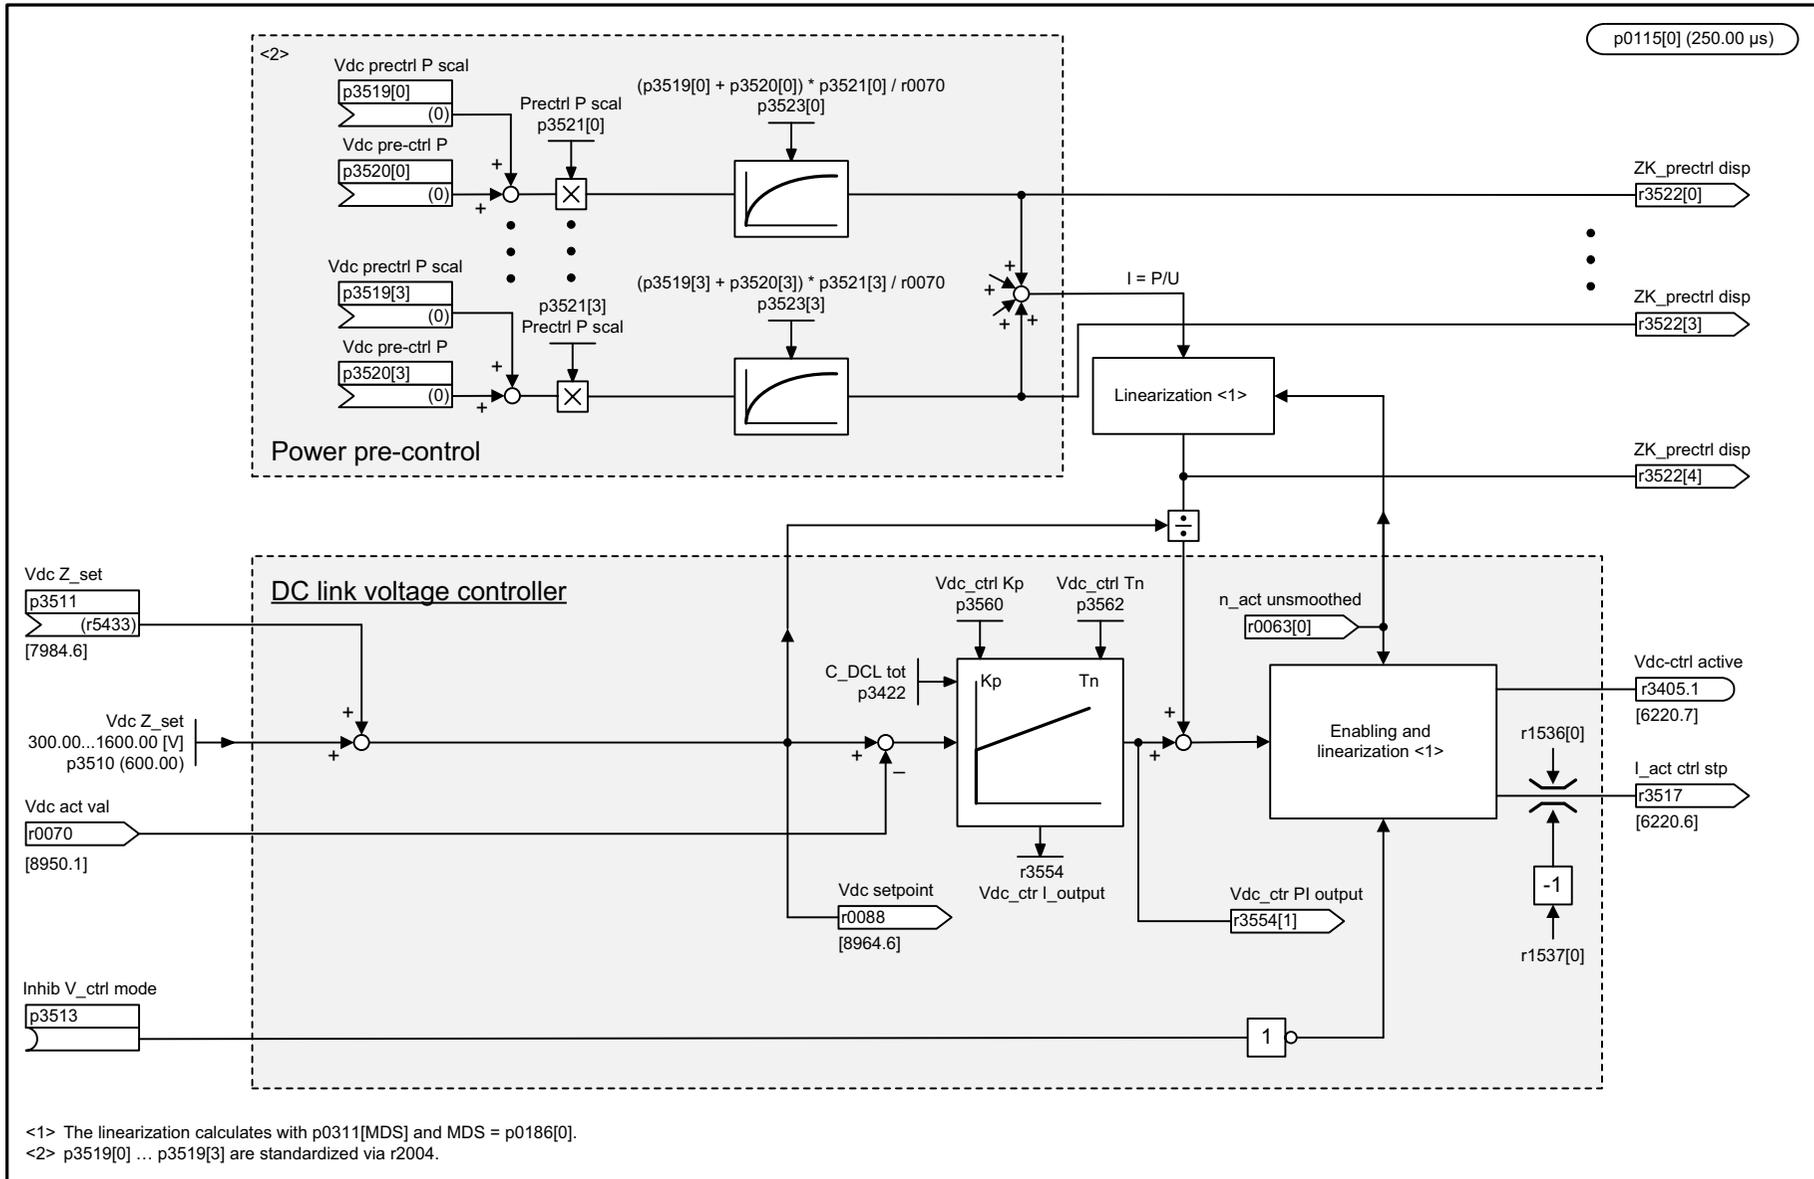 <2>
p0115[0] (250.00 µs)
Vdc prectrl P scal
p3519[0]
(0)
Vdc pre-ctrl P
p3520[0]
(0)
+
+
Prectrl P scal
p3521[0]
(p3519[0] + p3520[0]) * p3521[0] / r0070
p3523[0]
ZK_prectrl disp
r3522[0]
Vdc prectrl P scal
p3519[3]
(0)
Vdc pre-ctrl P
p3520[3]
(0)
+
+
p3521[3]
Prectrl P scal
(p3519[3] + p3520[3]) * p3521[3] / r0070
p3523[3]
+
+
+
+
I = P/U
ZK_prectrl disp
r3522[3]
Linearization <1>
Power pre-control
ZK_prectrl disp
r3522[4]
Vdc Z_set
p3511
(r5433)
[7984.6]
DC link voltage controller
Vdc_ctrl Kp
p3560
Vdc_ctrl Tn
p3562
n_act unsmoothed
r0063[0]
C_DCL tot
p3422
Kp
Tn
Vdc-ctrl active
r3405.1
[6220.7]
Vdc Z_set
300.00...1600.00 [V]
p3510 (600.00)
+
+
+
–
+
+
Enabling and
linearization <1>
r1536[0]
I_act ctrl stp
r3517
[6220.6]
Vdc act val
r0070
[8950.1]
r3554
Vdc_ctr I_output
Vdc setpoint
r0088
[8964.6]
Vdc_ctr PI output
r3554[1]
-1
r1537[0]
Inhib V_ctrl mode
p3513
1
<1> The linearization calculates with p0311[MDS] and MDS = p0186[0].
<2> p3519[0] … p3519[3] are standardized via r2004.